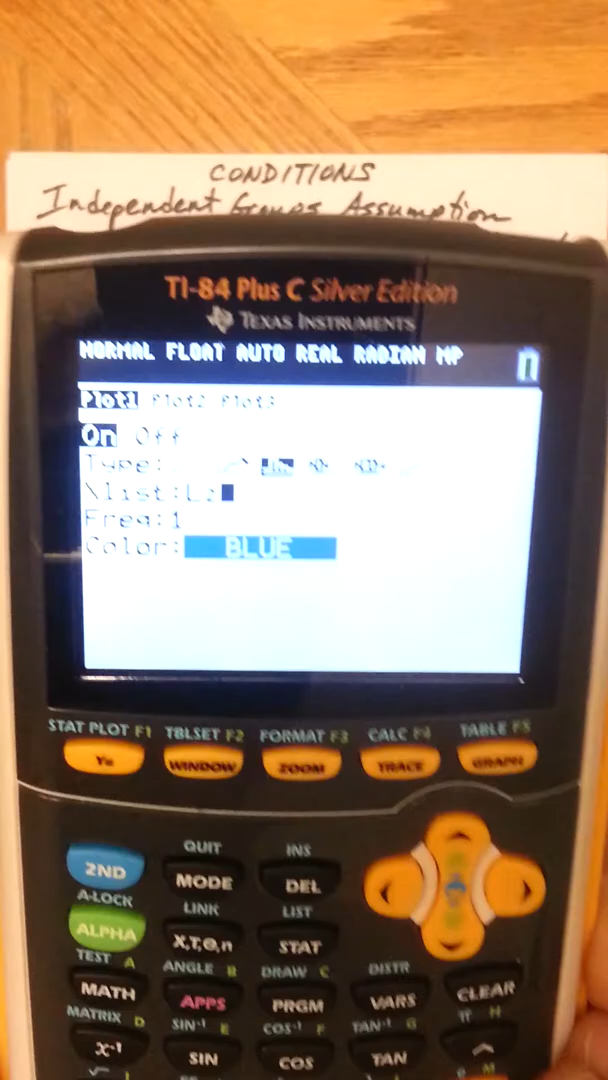 CONDITIONS
Independent Groups Assumption
TI-84 Plus C Silver Edition
TEXAS INSTRUMENTS
NORMAL FLOAT AUTO REAL RADIAN MP
Plot1 Plot2 Plot3
On Off
Type:
Xlist:L2
Freq:1
Color: BLUE
STAT PLOT F1 TBLSET F2 FORMAT F3 CALC F4 TABLE F5
Y= WINDOW ZOOM TRACE GRAPH
QUIT INS
2ND MODE DEL
A-LOCK LINK LIST
ALPHA X,T,θ,n STAT
TEST A ANGLE B DRAW C DISTR
MATH APPS PRGM VARS CLEAR
MATRIX D SIN⁻¹ E COS⁻¹ F TAN⁻¹ G π H
x⁻¹ SIN COS TAN ^